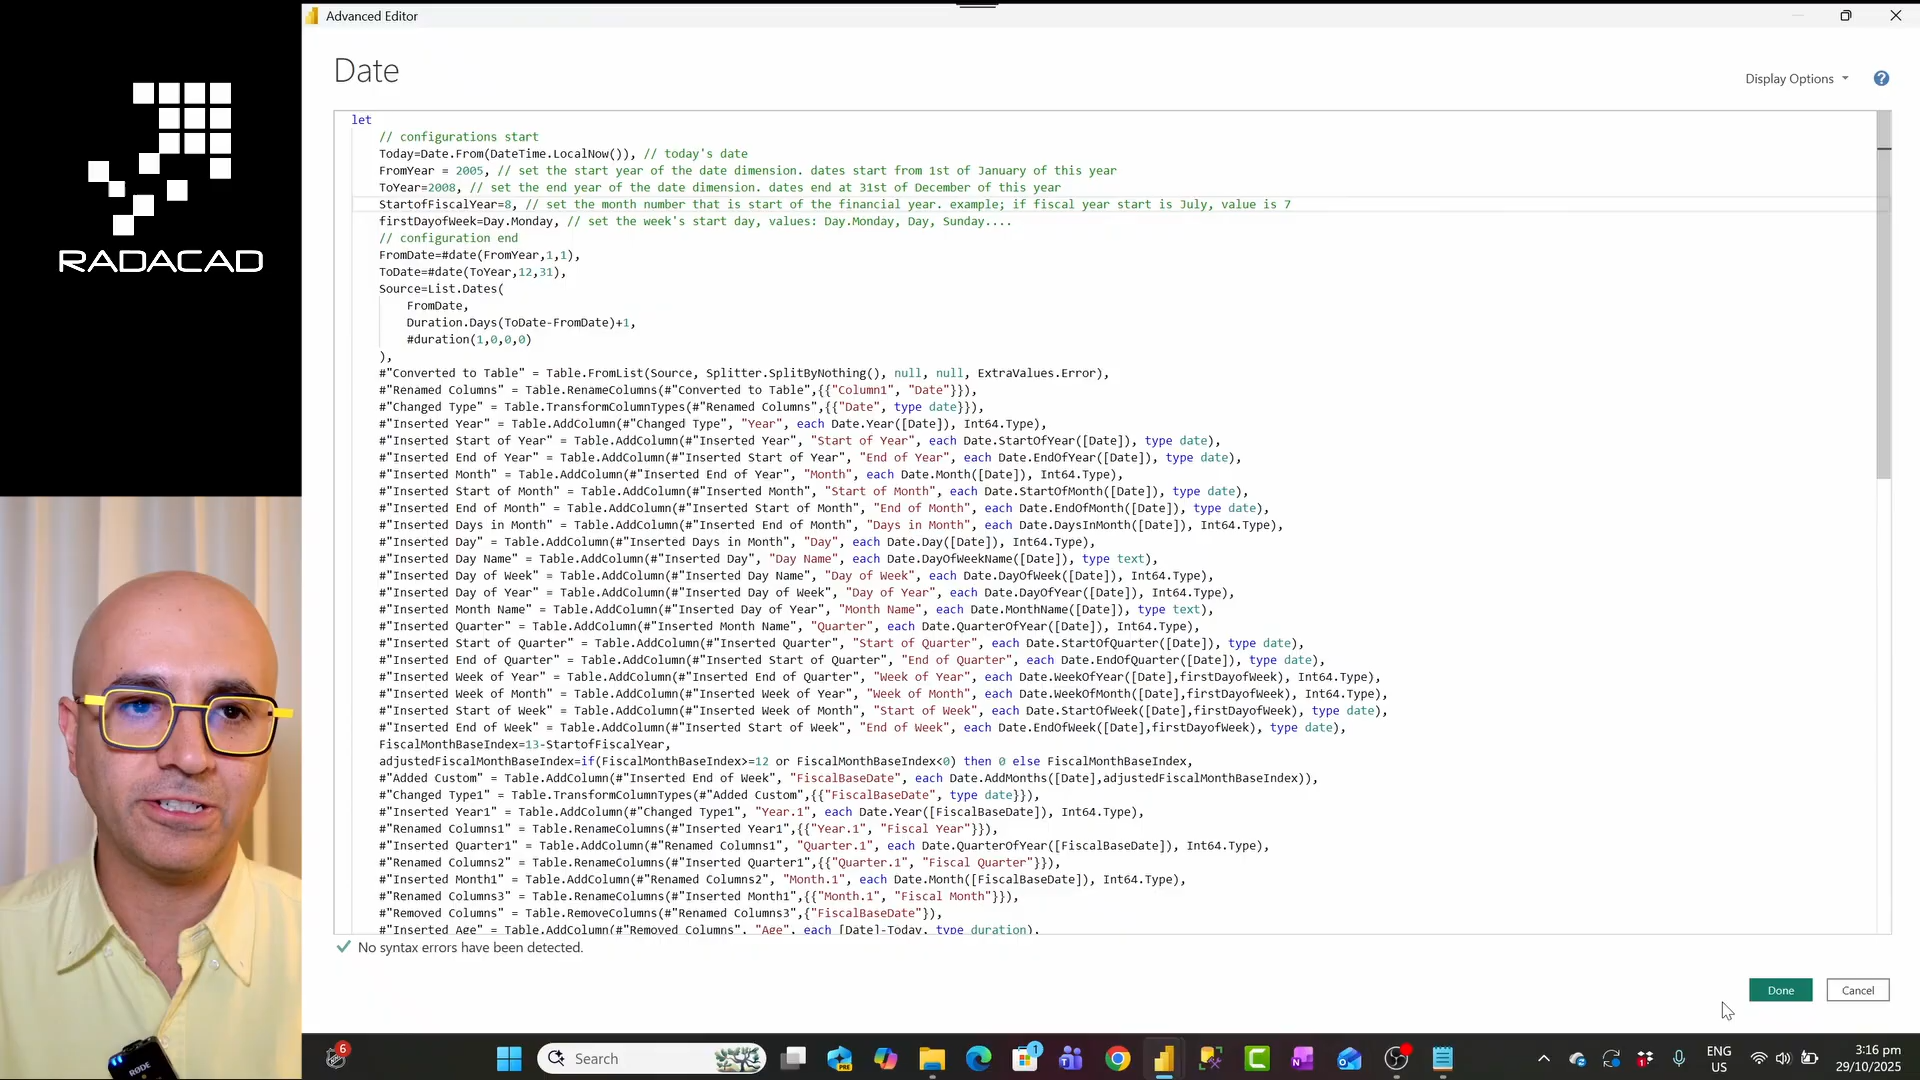 RADACAD
Advanced Editor
Date
Display Options
?
let
// configurations start
Today=Date.From(DateTime.LocalNow()), // today's date
FromYear = 2005, // set the start year of the date dimension. dates start from 1st of January of this year
ToYear=2008, // set the end year of the date dimension. dates end at 31st of December of this year
StartofFiscalYear=8, // set the month number that is start of the financial year. example; if fiscal year start is July, value is 7
firstDayofWeek=Day.Monday, // set the week's start day, values: Day.Monday, Day, Sunday....
// configuration end
FromDate=#date(FromYear,1,1),
ToDate=#date(ToYear,12,31),
Source=List.Dates(
FromDate,
Duration.Days(ToDate-FromDate)+1,
#duration(1,0,0,0)
),
#"Converted to Table" = Table.FromList(Source, Splitter.SplitByNothing(), null, null, ExtraValues.Error),
#"Renamed Columns" = Table.RenameColumns(#"Converted to Table",{{"Column1", "Date"}}),
#"Changed Type" = Table.TransformColumnTypes(#"Renamed Columns",{{"Date", type date}}),
#"Inserted Year" = Table.AddColumn(#"Changed Type", "Year", each Date.Year([Date]), Int64.Type),
#"Inserted Start of Year" = Table.AddColumn(#"Inserted Year", "Start of Year", each Date.StartOfYear([Date]), type date),
#"Inserted End of Year" = Table.AddColumn(#"Inserted Start of Year", "End of Year", each Date.EndOfYear([Date]), type date),
#"Inserted Month" = Table.AddColumn(#"Inserted End of Year", "Month", each Date.Month([Date]), Int64.Type),
#"Inserted Start of Month" = Table.AddColumn(#"Inserted Month", "Start of Month", each Date.StartOfMonth([Date]), type date),
#"Inserted End of Month" = Table.AddColumn(#"Inserted Start of Month", "End of Month", each Date.EndOfMonth([Date]), type date),
#"Inserted Days in Month" = Table.AddColumn(#"Inserted End of Month", "Days in Month", each Date.DaysInMonth([Date]), Int64.Type),
#"Inserted Day" = Table.AddColumn(#"Inserted Days in Month", "Day", each Date.Day([Date]), Int64.Type),
#"Inserted Day Name" = Table.AddColumn(#"Inserted Day", "Day Name", each Date.DayOfWeekName([Date]), type text),
#"Inserted Day of Week" = Table.AddColumn(#"Inserted Day Name", "Day of Week", each Date.DayOfWeek([Date]), Int64.Type),
#"Inserted Day of Year" = Table.AddColumn(#"Inserted Day of Week", "Day of Year", each Date.DayOfYear([Date]), Int64.Type),
#"Inserted Month Name" = Table.AddColumn(#"Inserted Day of Year", "Month Name", each Date.MonthName([Date]), type text),
#"Inserted Quarter" = Table.AddColumn(#"Inserted Month Name", "Quarter", each Date.QuarterOfYear([Date]), Int64.Type),
#"Inserted Start of Quarter" = Table.AddColumn(#"Inserted Quarter", "Start of Quarter", each Date.StartOfQuarter([Date]), type date),
#"Inserted End of Quarter" = Table.AddColumn(#"Inserted Start of Quarter", "End of Quarter", each Date.EndOfQuarter([Date]), type date),
#"Inserted Week of Year" = Table.AddColumn(#"Inserted End of Quarter", "Week of Year", each Date.WeekOfYear([Date],firstDayofWeek), Int64.Type),
#"Inserted Week of Month" = Table.AddColumn(#"Inserted Week of Year", "Week of Month", each Date.WeekOfMonth([Date],firstDayofWeek), Int64.Type),
#"Inserted Start of Week" = Table.AddColumn(#"Inserted Week of Month", "Start of Week", each Date.StartOfWeek([Date],firstDayofWeek), type date),
#"Inserted End of Week" = Table.AddColumn(#"Inserted Start of Week", "End of Week", each Date.EndOfWeek([Date],firstDayofWeek), type date),
FiscalMonthBaseIndex=13-StartofFiscalYear,
adjustedFiscalMonthBaseIndex=if(FiscalMonthBaseIndex>=12 or FiscalMonthBaseIndex<0) then 0 else FiscalMonthBaseIndex,
#"Added Custom" = Table.AddColumn(#"Inserted End of Week", "FiscalBaseDate", each Date.AddMonths([Date],adjustedFiscalMonthBaseIndex)),
#"Changed Type1" = Table.TransformColumnTypes(#"Added Custom",{{"FiscalBaseDate", type date}}),
#"Inserted Year1" = Table.AddColumn(#"Changed Type1", "Year.1", each Date.Year([FiscalBaseDate]), Int64.Type),
#"Renamed Columns1" = Table.RenameColumns(#"Inserted Year1",{{"Year.1", "Fiscal Year"}}),
#"Inserted Quarter1" = Table.AddColumn(#"Renamed Columns1", "Quarter.1", each Date.QuarterOfYear([FiscalBaseDate]), Int64.Type),
#"Renamed Columns2" = Table.RenameColumns(#"Inserted Quarter1",{{"Quarter.1", "Fiscal Quarter"}}),
#"Inserted Month1" = Table.AddColumn(#"Renamed Columns2", "Month.1", each Date.Month([FiscalBaseDate]), Int64.Type),
#"Renamed Columns3" = Table.RenameColumns(#"Inserted Month1",{{"Month.1", "Fiscal Month"}}),
#"Removed Columns" = Table.RemoveColumns(#"Renamed Columns3",{"FiscalBaseDate"}),
#"Inserted Age" = Table.AddColumn(#"Removed Columns", "Age", each [Date]-Today, type duration),
No syntax errors have been detected.
Done
Cancel
RØDE
6
Search
PRE
1
ENG
US
3:16 pm
29/10/2025